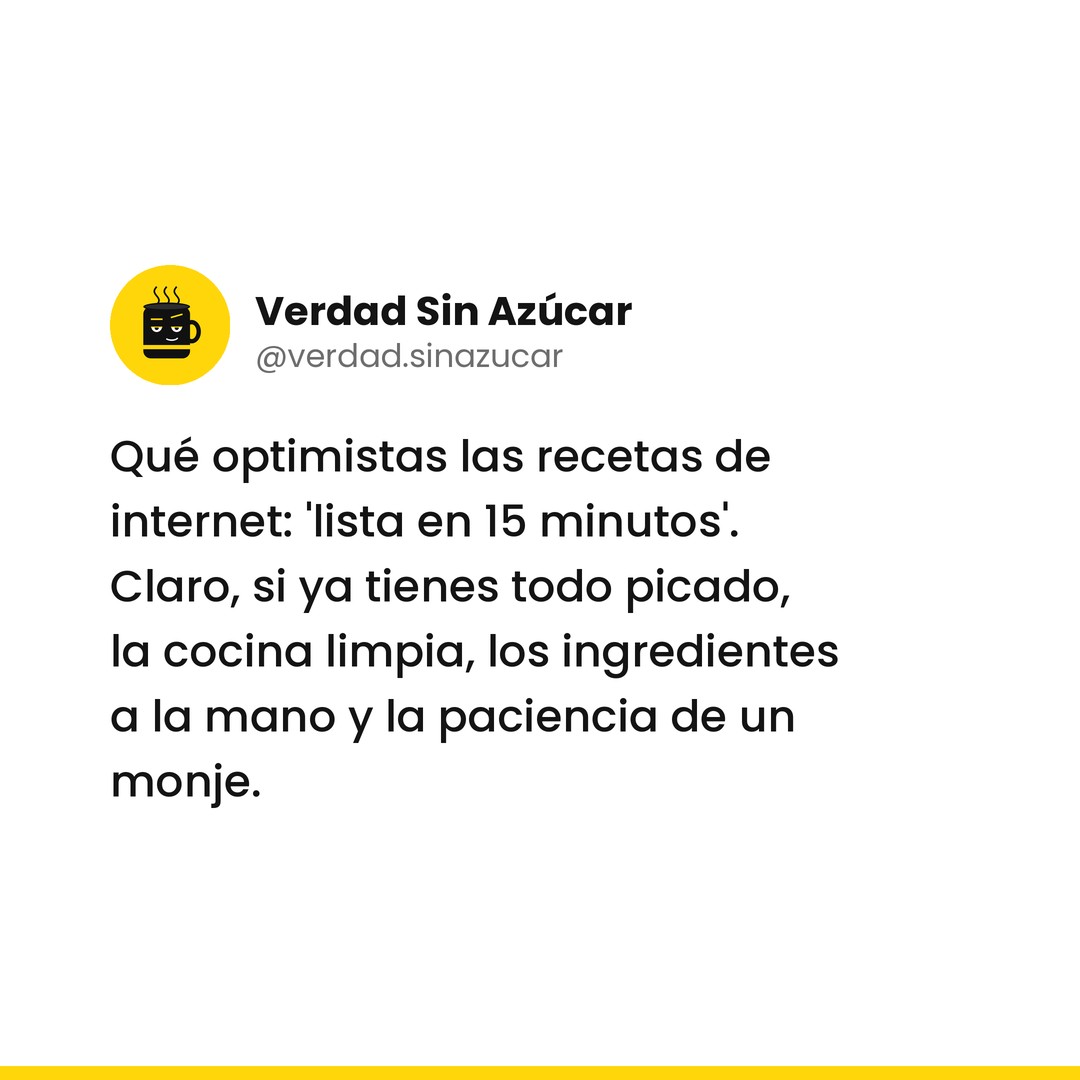 Verdad Sin Azúcar
@verdad.sinazucar
Qué optimistas las recetas de
internet: 'lista en 15 minutos'.
Claro, si ya tienes todo picado,
la cocina limpia, los ingredientes
a la mano y la paciencia de un
monje.